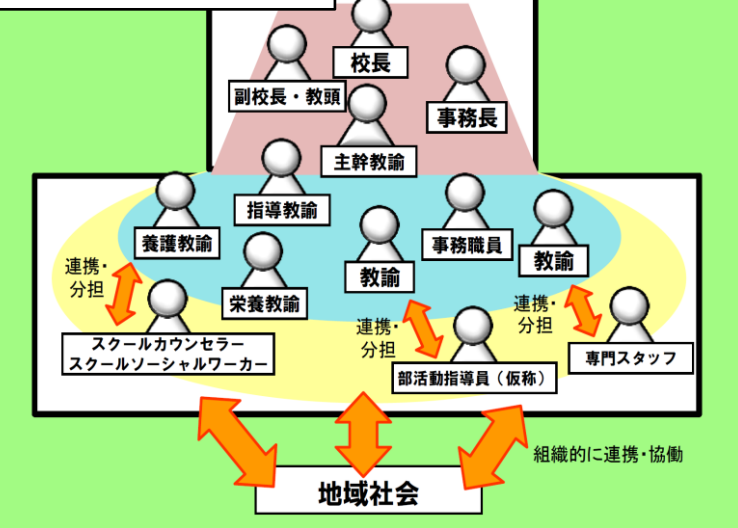 校長
副校長・教頭
事務長
主幹教諭
指導教諭
養護教諭
事務職員
教諭
教諭
栄養教諭
連携・
分担
連携・
分担
連携・
分担
スクールカウンセラー
スクールソーシャルワーカー
部活動指導員（仮称）
専門スタッフ
組織的に連携・協働
地域社会